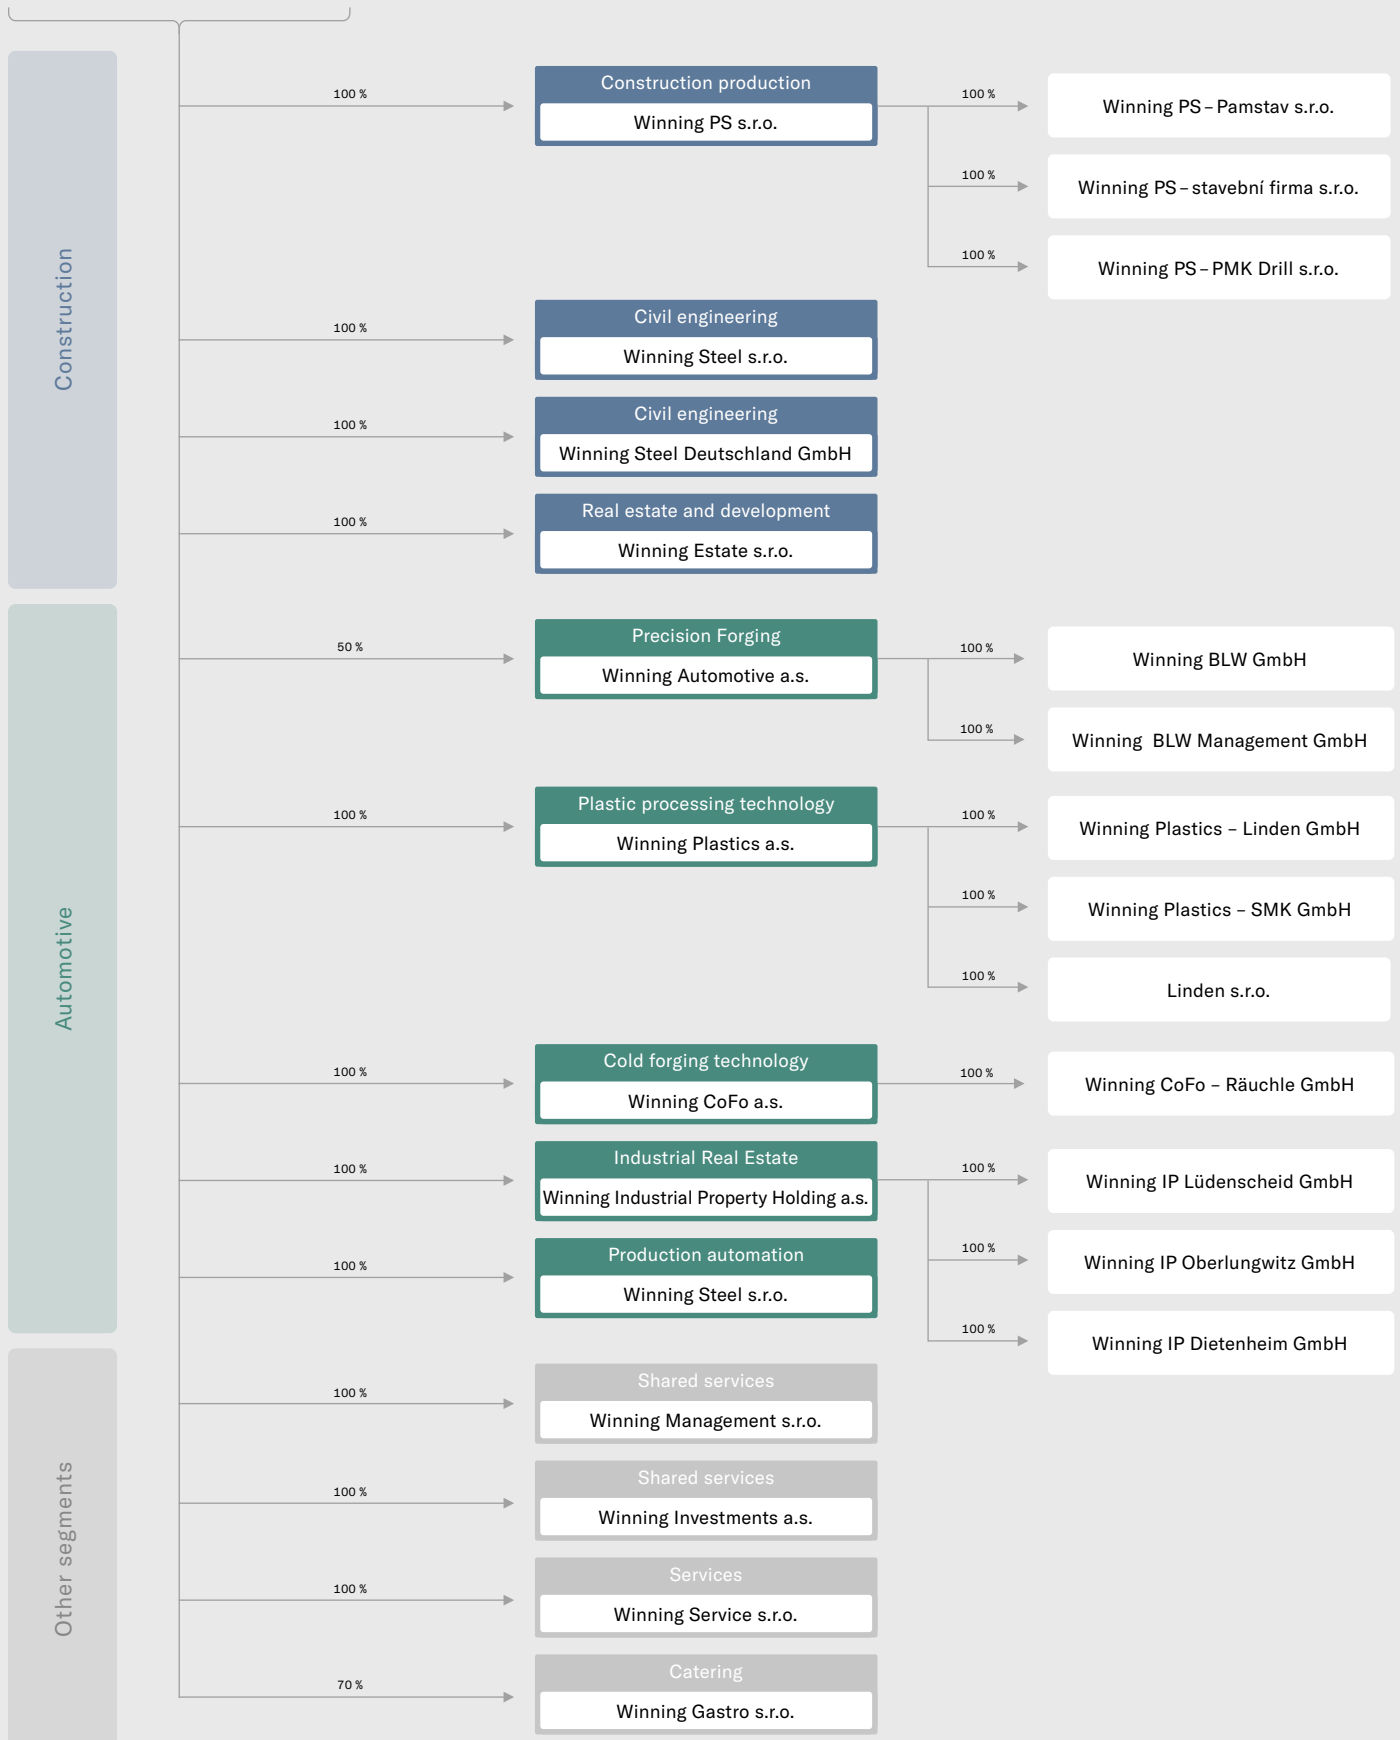 Construction
100 %
Construction production
Winning PS s.r.o.
100 %
Winning PS – Pamstav s.r.o.
100 %
Winning PS – stavební firma s.r.o.
100 %
Winning PS – PMK Drill s.r.o.
100 %
Civil engineering
Winning Steel s.r.o.
100 %
Civil engineering
Winning Steel Deutschland GmbH
100 %
Real estate and development
Winning Estate s.r.o.
Automotive
50 %
Precision Forging
Winning Automotive a.s.
100 %
Winning BLW GmbH
100 %
Winning BLW Management GmbH
100 %
Plastic processing technology
Winning Plastics a.s.
100 %
Winning Plastics – Linden GmbH
100 %
Winning Plastics – SMK GmbH
100 %
Linden s.r.o.
100 %
Cold forging technology
Winning CoFo a.s.
100 %
Winning CoFo – Räuchle GmbH
100 %
Industrial Real Estate
Winning Industrial Property Holding a.s.
100 %
Winning IP Lüdenscheid GmbH
100 %
Winning IP Oberlungwitz GmbH
100 %
Winning IP Dietenheim GmbH
100 %
Production automation
Winning Steel s.r.o.
Other segments
100 %
Shared services
Winning Management s.r.o.
100 %
Shared services
Winning Investments a.s.
100 %
Services
Winning Service s.r.o.
70 %
Catering
Winning Gastro s.r.o.